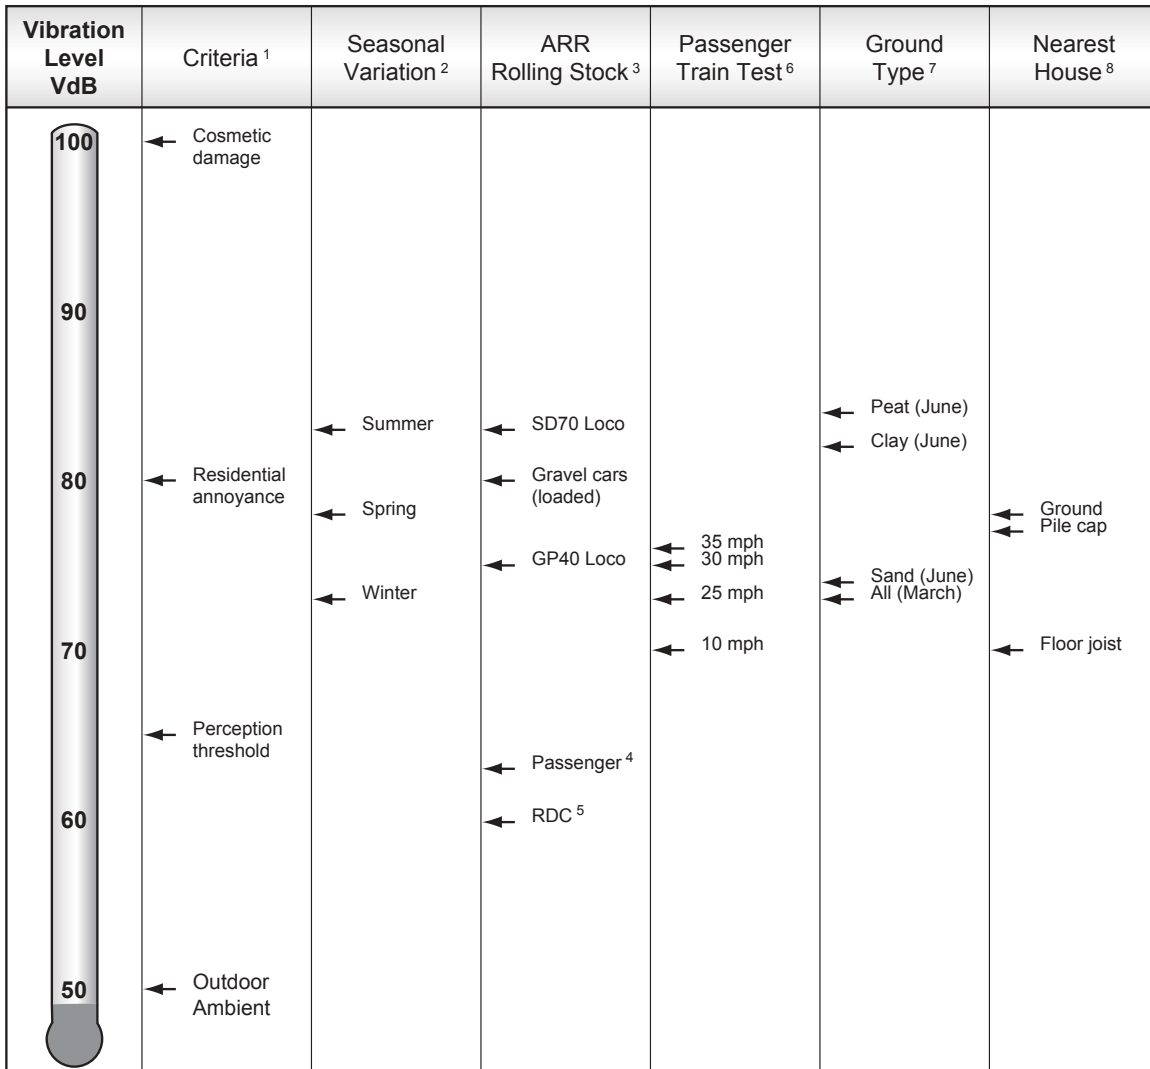 Vibration
Level
VdB
Criteria 1
Seasonal
Variation 2
ARR
Rolling Stock 3
Passenger
Train Test 6
Ground
Type 7
Nearest
House 8
100
90
80
70
60
50
Cosmetic
damage
Residential
annoyance
Perception
threshold
Outdoor
Ambient
Summer
Spring
Winter
SD70 Loco
Gravel cars
(loaded)
GP40 Loco
Passenger 4
RDC 5
35 mph
30 mph
25 mph
10 mph
Peat (June)
Clay (June)
Sand (June)
All (March)
Ground
Pile cap
Floor joist